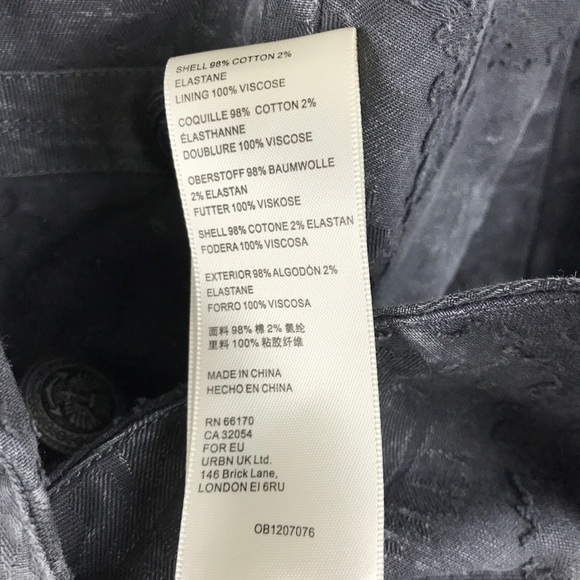 SHELL 98% COTTON 2%
ELASTANE
LINING 100% VISCOSE
COQUILLE 98% COTON 2%
ÉLASTHANNE
DOUBLURE 100% VISCOSE
OBERSTOFF 98% BAUMWOLLE
2% ELASTAN
FUTTER 100% VISKOSE
SHELL 98% COTONE 2% ELASTAN
FODERA 100% VISCOSA
EXTERIOR 98% ALGODÓN 2%
ELASTANE
FORRO 100% VISCOSA
面料 98% 棉 2% 氨纶
里料 100% 粘胶纤维
MADE IN CHINA
HECHO EN CHINA
RN 66170
CA 32054
FOR EU
URBN UK Ltd.
146 Brick Lane,
LONDON EI 6RU
OB1207076